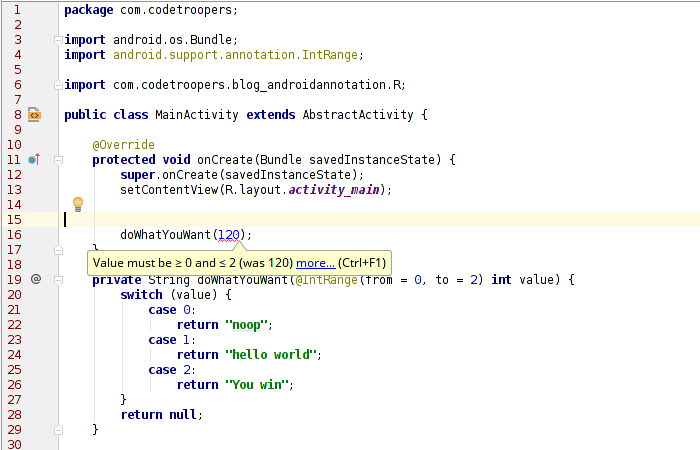 1 package com.codetroopers;
2
3 import android.os.Bundle;
4 import android.support.annotation.IntRange;
5
6 import com.codetroopers.blog_androidannotation.R;
7
8 public class MainActivity extends AbstractActivity {
9
10 @Override
11 protected void onCreate(Bundle savedInstanceState) {
12 super.onCreate(savedInstanceState);
13 setContentView(R.layout.activity_main);
14
15
16 doWhatYouWant(120);
17 }
Value must be ≥ 0 and ≤ 2 (was 120) more... (Ctrl+F1)
18
19 @ private String doWhatYouWant(@IntRange(from = 0, to = 2) int value) {
20 switch (value) {
21 case 0:
22 return "noop";
23 case 1:
24 return "hello world";
25 case 2:
26 return "You win";
27 }
28 return null;
29 }
30